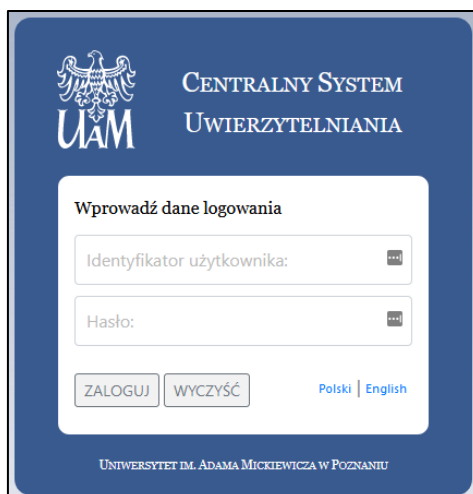 UAM
CENTRALNY SYSTEM
UWIERZYTELNIANIA
Wprowadź dane logowania
Identyfikator użytkownika:
Hasło:
ZALOGUJ WYCZYŚĆ Polski | English
UNIWERSYTET IM. ADAMA MICKIEWICZA W POZNANIU